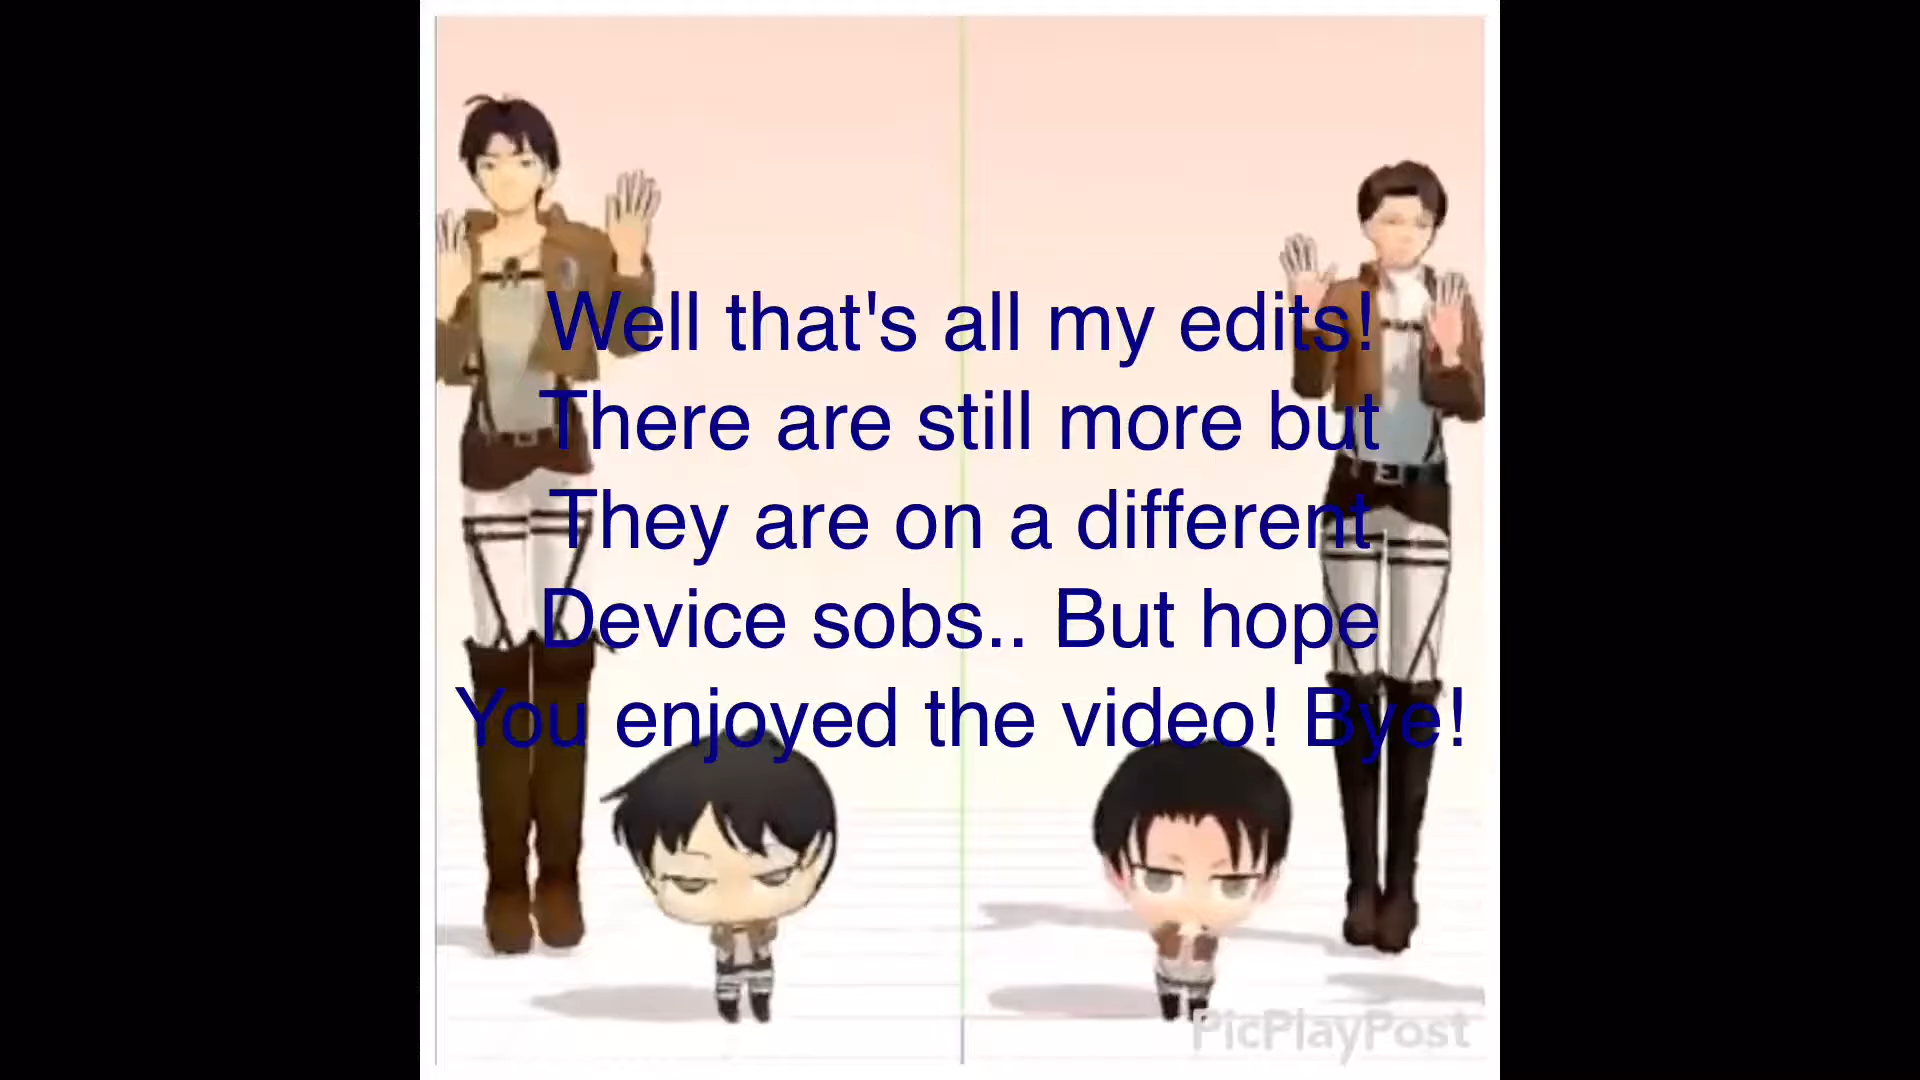 Well that's all my edits!
There are still more but
They are on a different
Device sobs.. But hope
You enjoyed the video! Bye!
PicPlayPost